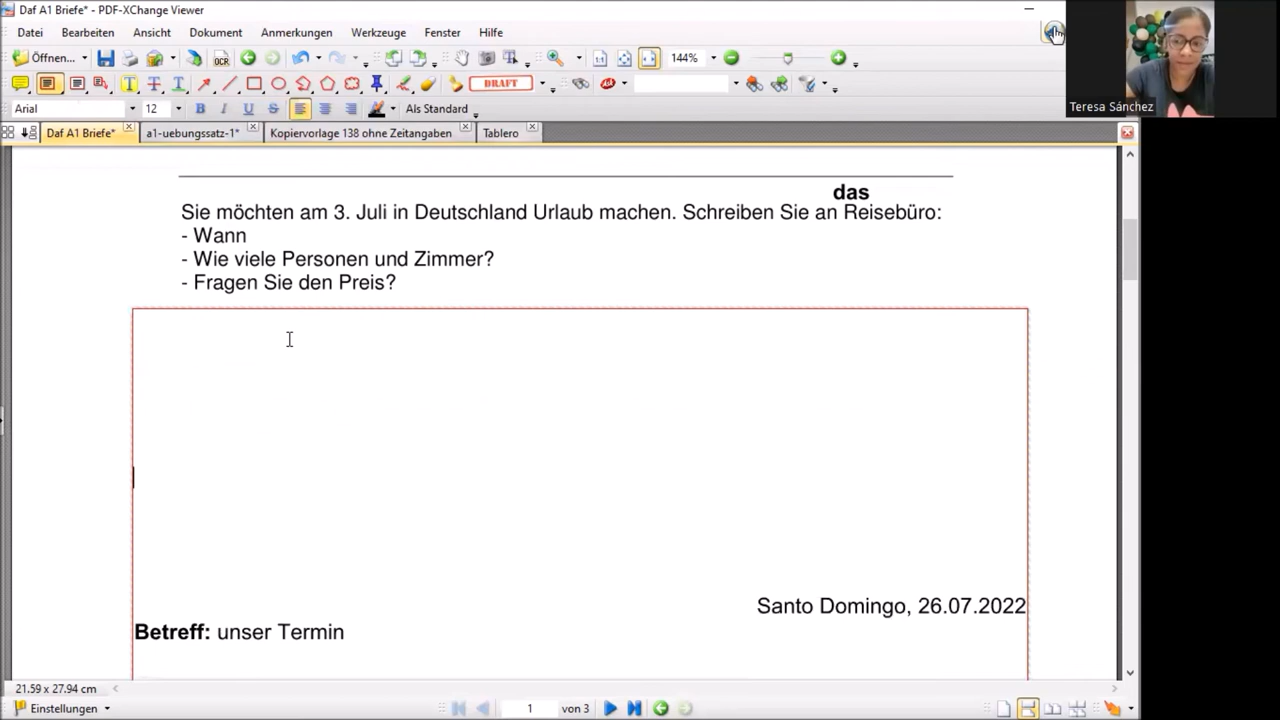 Daf A1 Briefe* - PDF-XChange Viewer
Datei Bearbeiten Ansicht Dokument Anmerkungen Werkzeuge Fenster Hilfe
Öffnen... OCR 1:1 144%
DRAFT
Arial 12 B I U S Als Standard
Daf A1 Briefe* a1-uebungssatz-1* Kopiervorlage 138 ohne Zeitangaben Tablero
Teresa Sánchez
das
Sie möchten am 3. Juli in Deutschland Urlaub machen. Schreiben Sie an Reisebüro:
- Wann
- Wie viele Personen und Zimmer?
- Fragen Sie den Preis?
Santo Domingo, 26.07.2022
Betreff: unser Termin
21.59 x 27.94 cm
Einstellungen 1 von 3